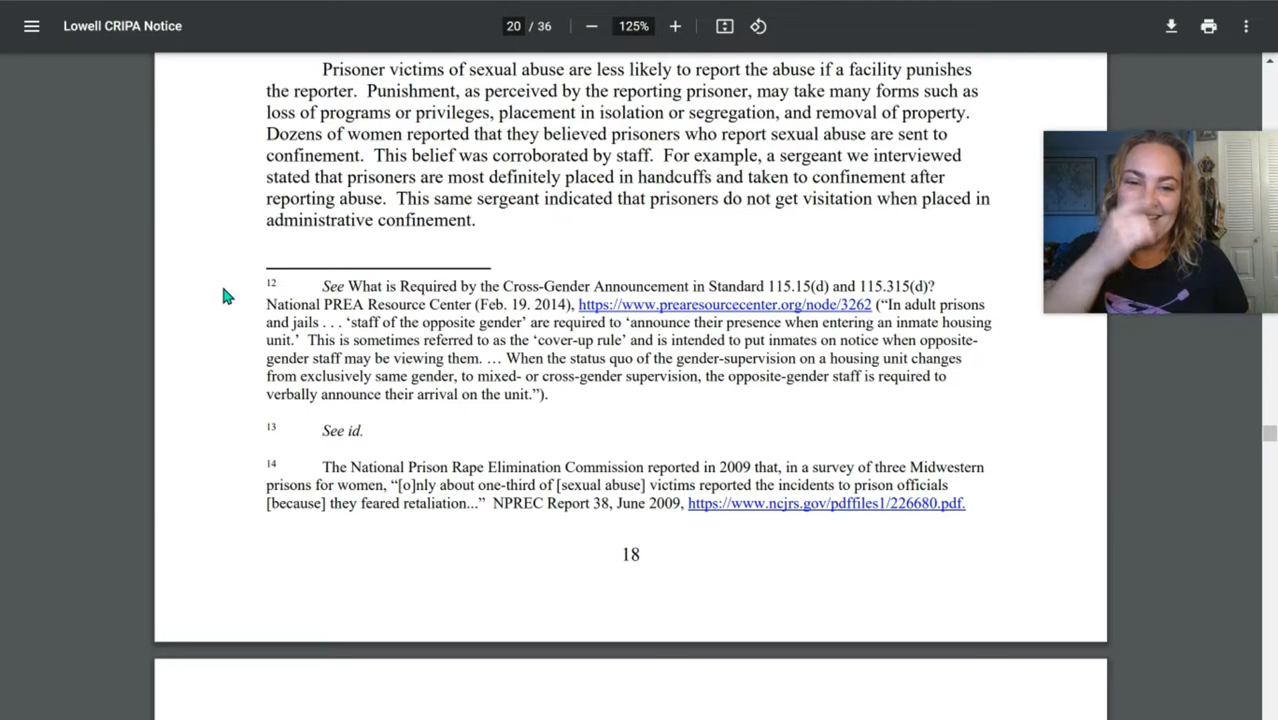 Lowell CRIPA Notice
20 / 36
125%
Prisoner victims of sexual abuse are less likely to report the abuse if a facility punishes
the reporter.  Punishment, as perceived by the reporting prisoner, may take many forms such as
loss of programs or privileges, placement in isolation or segregation, and removal of property.
Dozens of women reported that they believed prisoners who report sexual abuse are sent to
confinement.  This belief was corroborated by staff.  For example, a sergeant we interviewed
stated that prisoners are most definitely placed in handcuffs and taken to confinement after
reporting abuse.  This same sergeant indicated that prisoners do not get visitation when placed in
administrative confinement.
12 See What is Required by the Cross-Gender Announcement in Standard 115.15(d) and 115.315(d)?
National PREA Resource Center (Feb. 19. 2014), https://www.prearesourcecenter.org/node/3262 (“In adult prisons
and jails . . . ‘staff of the opposite gender’ are required to ‘announce their presence when entering an inmate housing
unit.’  This is sometimes referred to as the ‘cover-up rule’ and is intended to put inmates on notice when opposite-
gender staff may be viewing them. … When the status quo of the gender-supervision on a housing unit changes
from exclusively same gender, to mixed- or cross-gender supervision, the opposite-gender staff is required to
verbally announce their arrival on the unit.”).
13 See id.
14 The National Prison Rape Elimination Commission reported in 2009 that, in a survey of three Midwestern
prisons for women, “[o]nly about one-third of [sexual abuse] victims reported the incidents to prison officials
[because] they feared retaliation...”  NPREC Report 38, June 2009, https://www.ncjrs.gov/pdffiles1/226680.pdf.
18